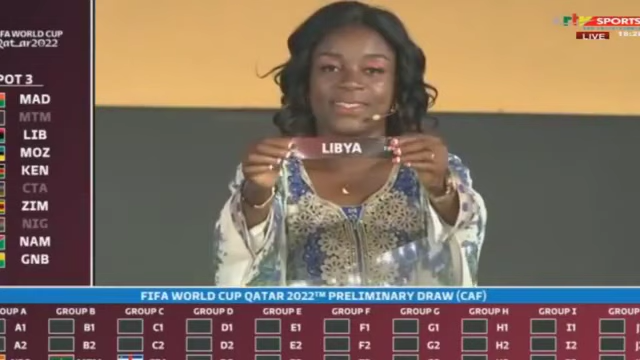 FIFA WORLD CUP
Qatar2022
rtv SPORTS
LIVE
POT 3
MAD
MTM
LIB
MOZ
KEN
CTA
ZIM
NIG
NAM
GNB
LIBYA
FIFA WORLD CUP QATAR 2022™ PRELIMINARY DRAW (CAF)
GROUP B GROUP C GROUP D GROUP E GROUP F GROUP G GROUP H GROUP I
A1 B1 C1 D1 E1 F1 G1 H1 I1
A2 B2 C2 D2 E2 F2 G2 H2 I2